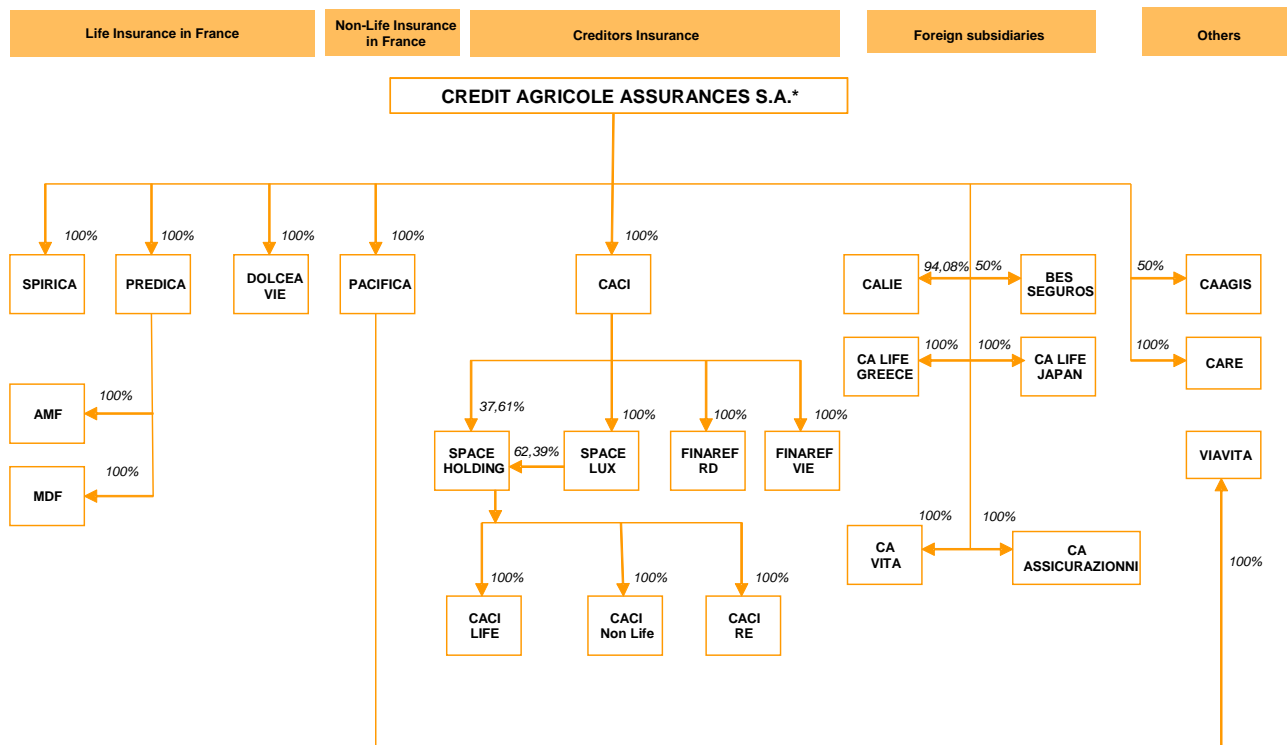 Life Insurance in France
Non-Life Insurance
in France
Creditors Insurance
Foreign subsidiaries
Others
CREDIT AGRICOLE ASSURANCES S.A.*
100%
100%
100%
100%
100%
SPIRICA
PREDICA
DOLCEA
VIE
PACIFICA
CACI
CALIE
94,08%
50%
BES
SEGUROS
50%
CAAGIS
CA LIFE
GREECE
100%
100%
CA LIFE
JAPAN
100%
CARE
AMF
100%
MDF
100%
37,61%
100%
100%
100%
SPACE
HOLDING
62,39%
SPACE
LUX
FINAREF
RD
FINAREF
VIE
VIAVITA
CA
VITA
100%
100%
CA
ASSICURAZIONNI
100%
100%
100%
100%
CACI
LIFE
CACI
Non Life
CACI
RE